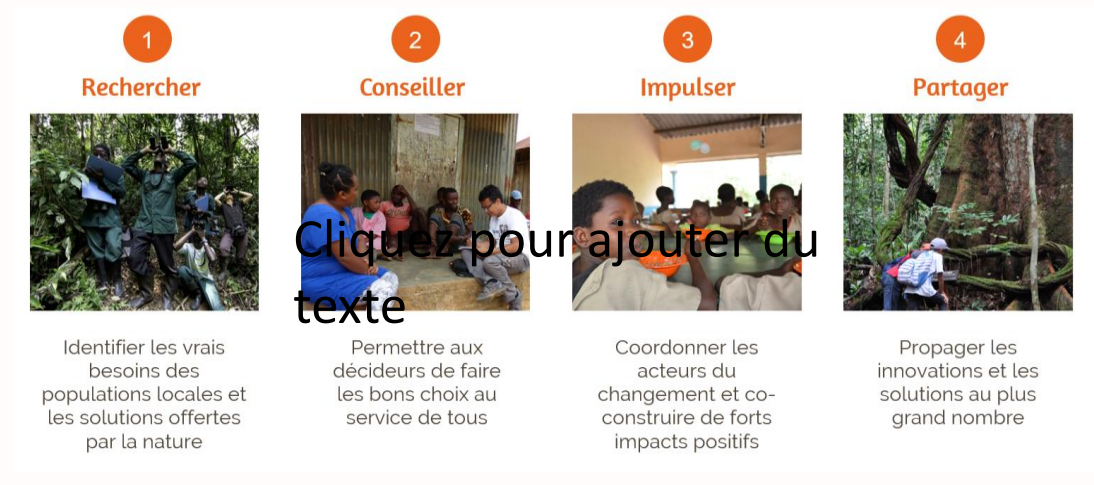 1
Rechercher
Identifier les vrais
besoins des
populations locales et
les solutions offertes
par la nature
2
Conseiller
Permettre aux
décideurs de faire
les bons choix au
service de tous
3
Impulser
Coordonner les
acteurs du
changement et co-
construire de forts
impacts positifs
4
Partager
Propager les
innovations et les
solutions au plus
grand nombre
Cliquez pour ajouter du
texte